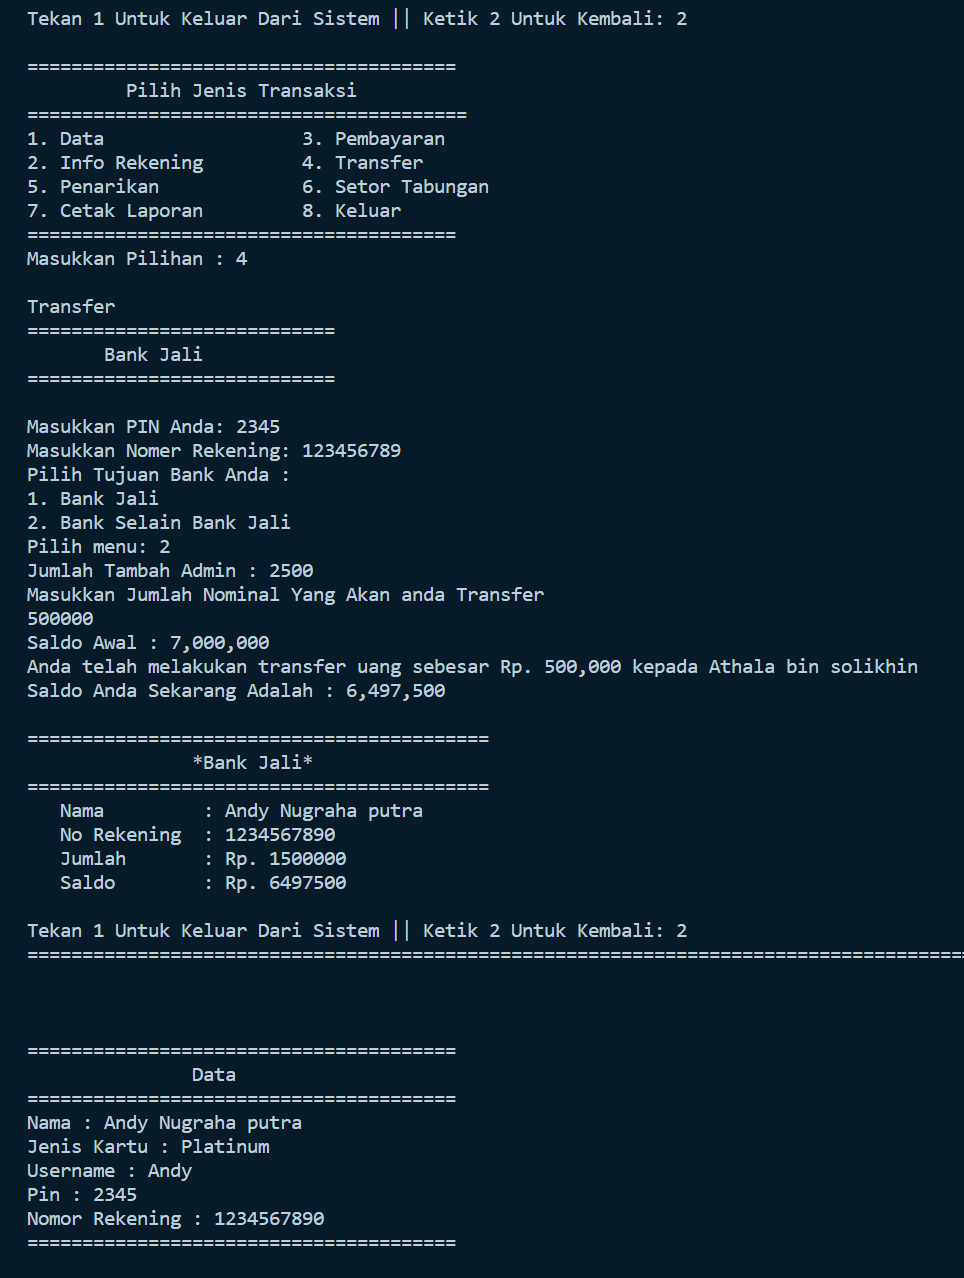 Tekan 1 Untuk Keluar Dari Sistem || Ketik 2 Untuk Kembali: 2
=======================================
Pilih Jenis Transaksi
========================================
1. Data 3. Pembayaran
2. Info Rekening 4. Transfer
5. Penarikan 6. Setor Tabungan
7. Cetak Laporan 8. Keluar
=======================================
Masukkan Pilihan : 4
Transfer
============================
Bank Jali
============================
Masukkan PIN Anda: 2345
Masukkan Nomer Rekening: 123456789
Pilih Tujuan Bank Anda :
1. Bank Jali
2. Bank Selain Bank Jali
Pilih menu: 2
Jumlah Tambah Admin : 2500
Masukkan Jumlah Nominal Yang Akan anda Transfer
500000
Saldo Awal : 7,000,000
Anda telah melakukan transfer uang sebesar Rp. 500,000 kepada Athala bin solikhin
Saldo Anda Sekarang Adalah : 6,497,500
==========================================
*Bank Jali*
==========================================
Nama : Andy Nugraha putra
No Rekening : 1234567890
Jumlah : Rp. 1500000
Saldo : Rp. 6497500
Tekan 1 Untuk Keluar Dari Sistem || Ketik 2 Untuk Kembali: 2
=====================================================================================
=======================================
Data
=======================================
Nama : Andy Nugraha putra
Jenis Kartu : Platinum
Username : Andy
Pin : 2345
Nomor Rekening : 1234567890
=======================================